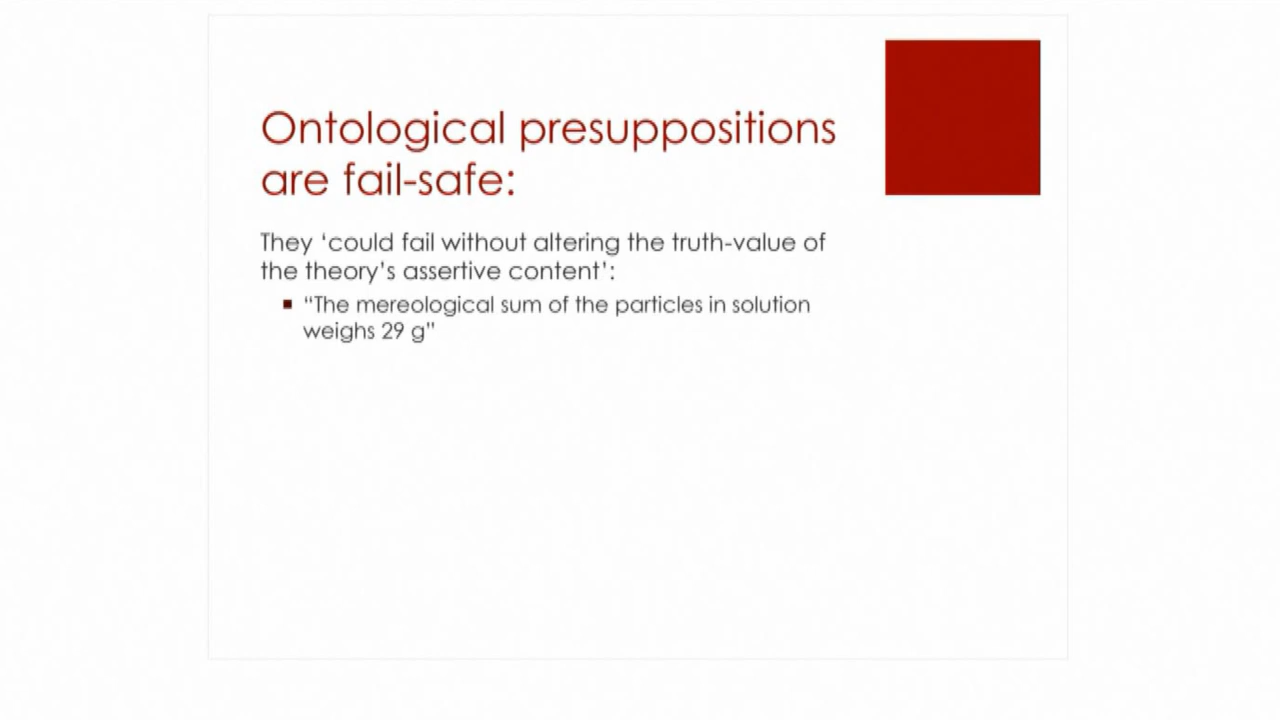 Ontological presuppositions
are fail-safe:
They ‘could fail without altering the truth-value of
the theory’s assertive content’:
“The mereological sum of the particles in solution
weighs 29 g”